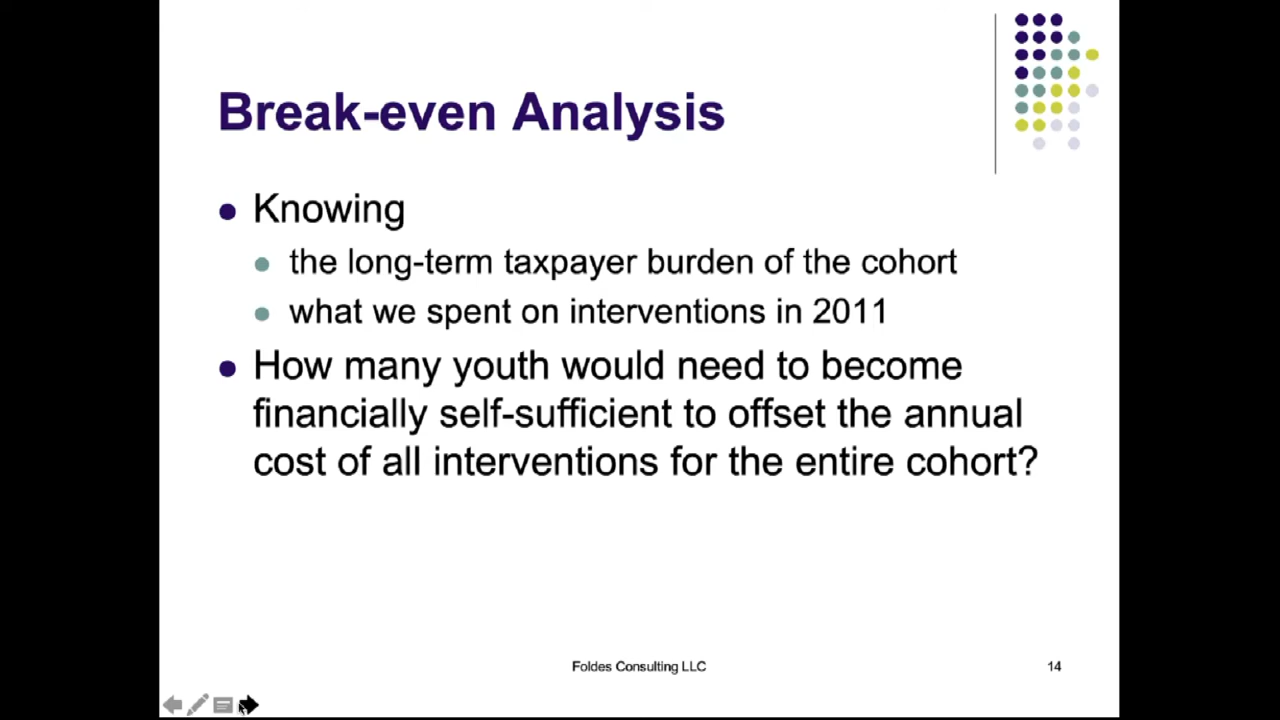 Break-even Analysis
Knowing
the long-term taxpayer burden of the cohort
what we spent on interventions in 2011
How many youth would need to become
financially self-sufficient to offset the annual
cost of all interventions for the entire cohort?
Foldes Consulting LLC
14